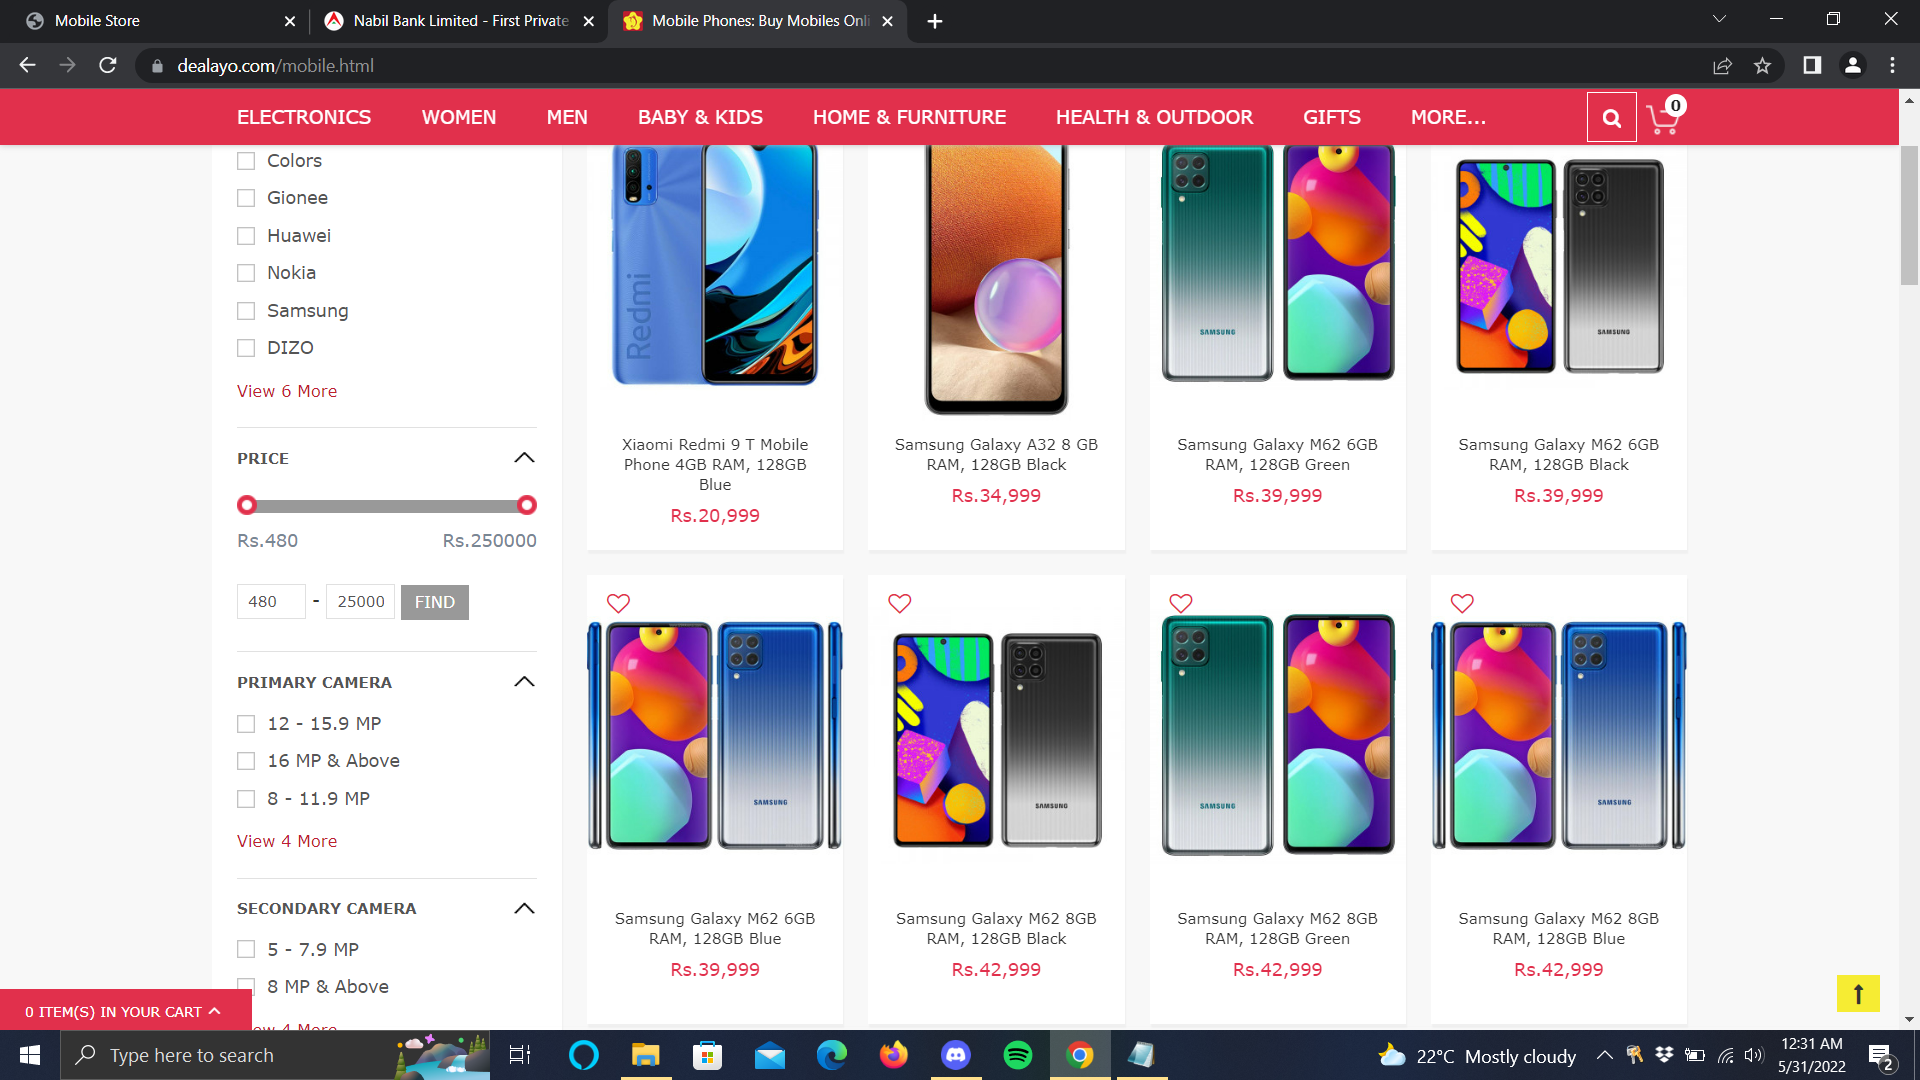 Mobile Store
Nabil Bank Limited - First Private
Mobile Phones: Buy Mobiles Onli
dealayo.com/mobile.html
ELECTRONICS WOMEN MEN BABY & KIDS HOME & FURNITURE HEALTH & OUTDOOR GIFTS MORE...
0
Colors
Gionee
Huawei
Nokia
Samsung
DIZO
View 6 More
PRICE
Rs.480 Rs.250000
480 - 25000 FIND
PRIMARY CAMERA
12 - 15.9 MP
16 MP & Above
8 - 11.9 MP
View 4 More
SECONDARY CAMERA
5 - 7.9 MP
8 MP & Above
0 ITEM(S) IN YOUR CART
Redmi
SAMSUNG
SAMSUNG
Xiaomi Redmi 9 T Mobile
Phone 4GB RAM, 128GB
Blue
Rs.20,999
Samsung Galaxy A32 8 GB
RAM, 128GB Black
Rs.34,999
Samsung Galaxy M62 6GB
RAM, 128GB Green
Rs.39,999
Samsung Galaxy M62 6GB
RAM, 128GB Black
Rs.39,999
SAMSUNG
SAMSUNG
SAMSUNG
SAMSUNG
Samsung Galaxy M62 6GB
RAM, 128GB Blue
Rs.39,999
Samsung Galaxy M62 8GB
RAM, 128GB Black
Rs.42,999
Samsung Galaxy M62 8GB
RAM, 128GB Green
Rs.42,999
Samsung Galaxy M62 8GB
RAM, 128GB Blue
Rs.42,999
Type here to search
22°C Mostly cloudy
12:31 AM
5/31/2022
2